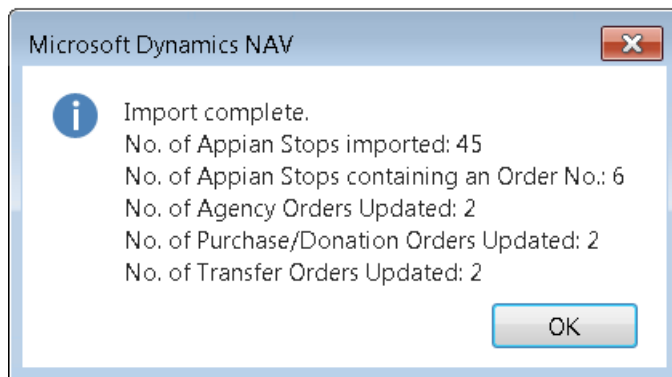 Microsoft Dynamics NAV
Import complete.
No. of Appian Stops imported: 45
No. of Appian Stops containing an Order No.: 6
No. of Agency Orders Updated: 2
No. of Purchase/Donation Orders Updated: 2
No. of Transfer Orders Updated: 2
OK